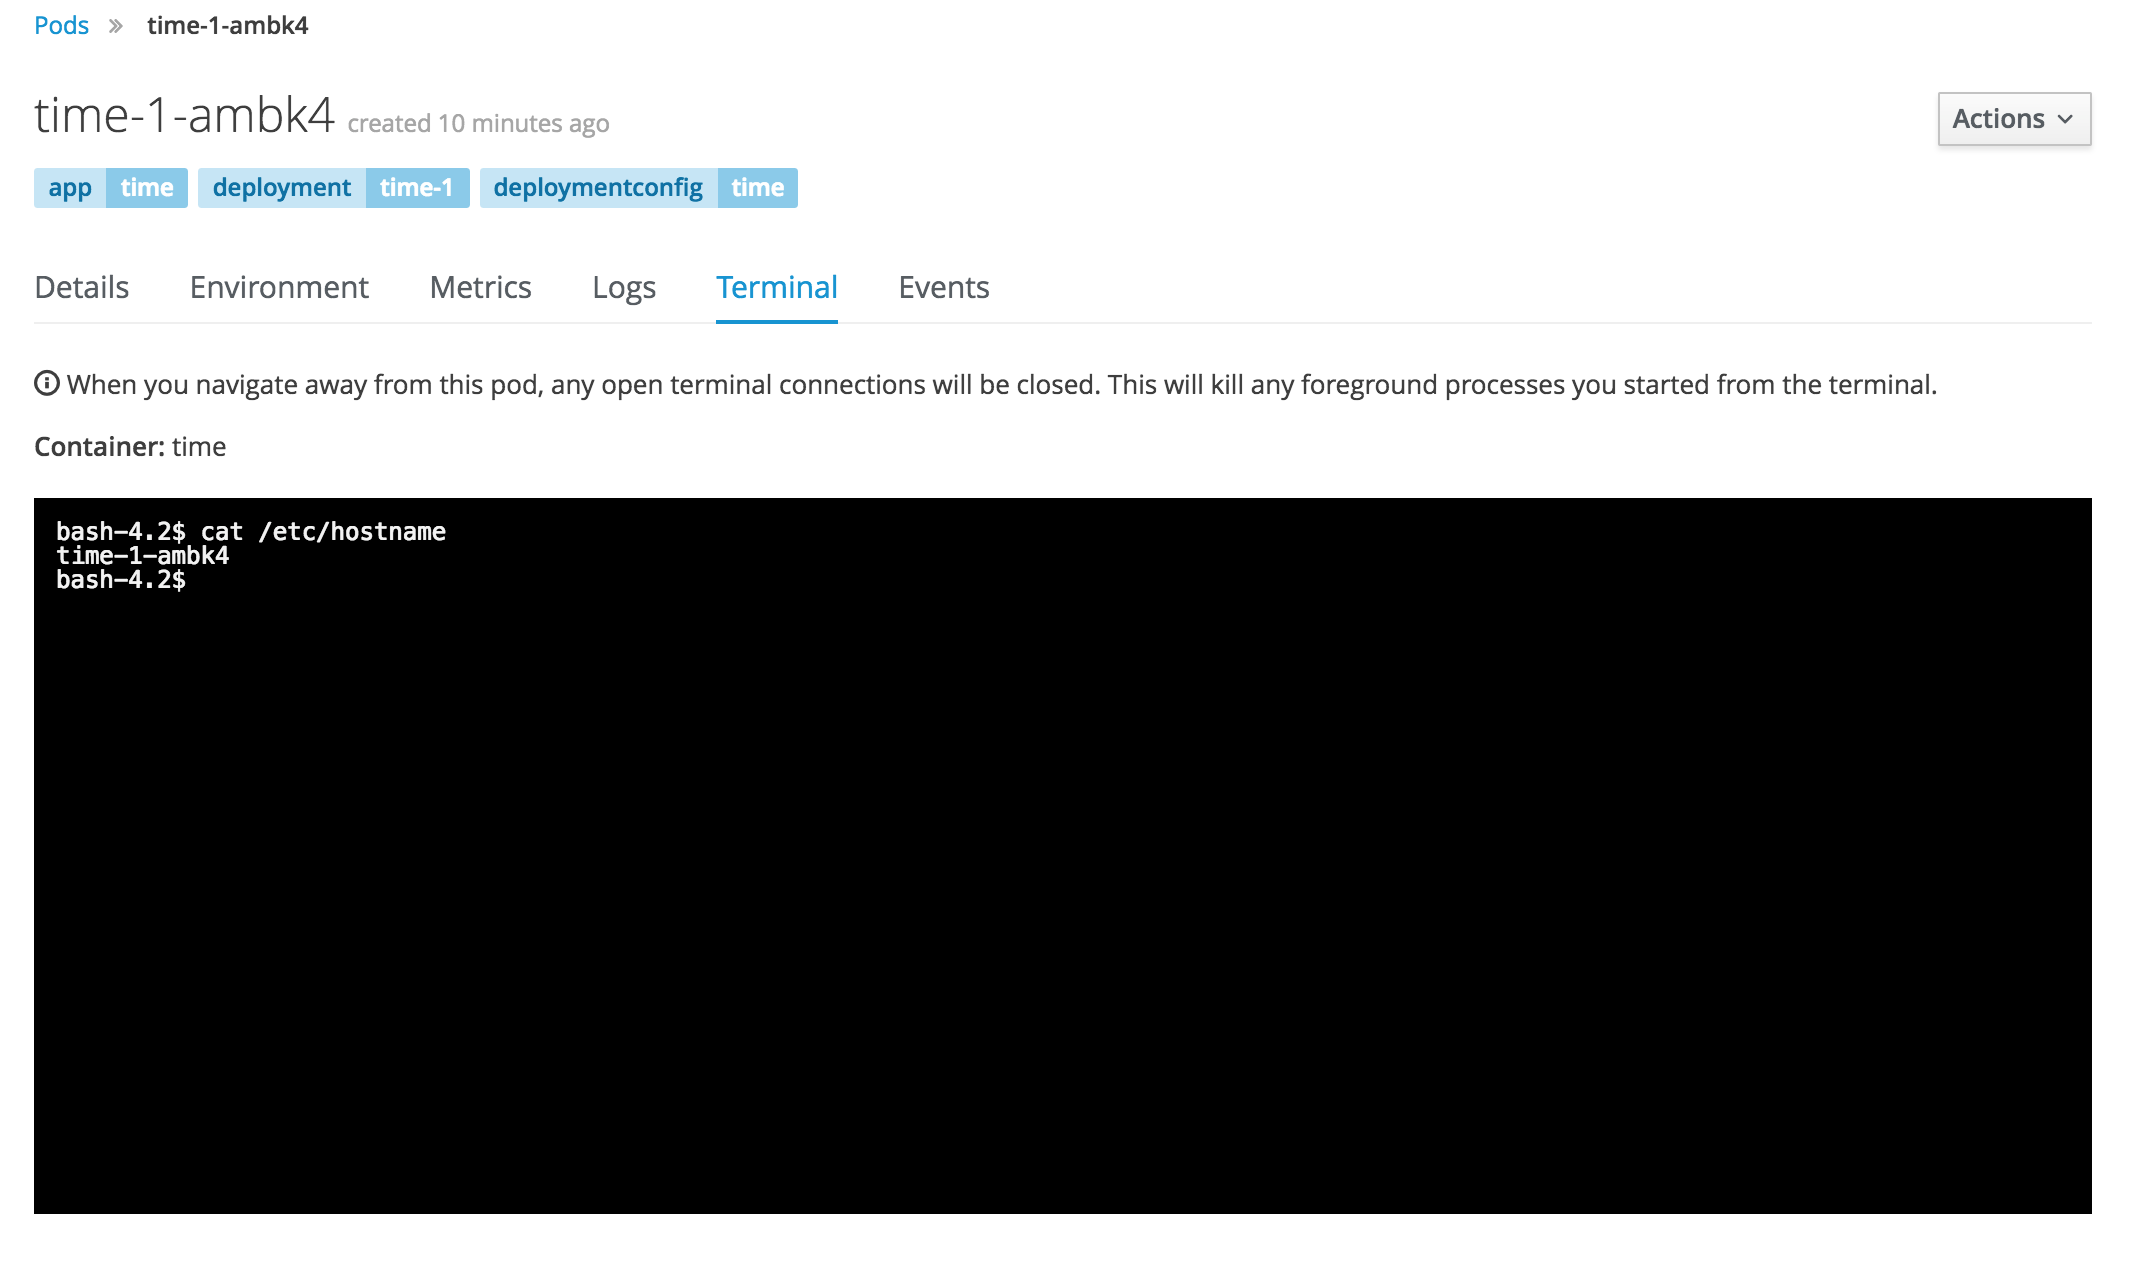 Pods » time-1-ambk4
time-1-ambk4 created 10 minutes ago
Actions
app time deployment time-1 deploymentconfig time
Details Environment Metrics Logs Terminal Events
When you navigate away from this pod, any open terminal connections will be closed. This will kill any foreground processes you started from the terminal.
Container: time
bash-4.2$ cat /etc/hostname
time-1-ambk4
bash-4.2$